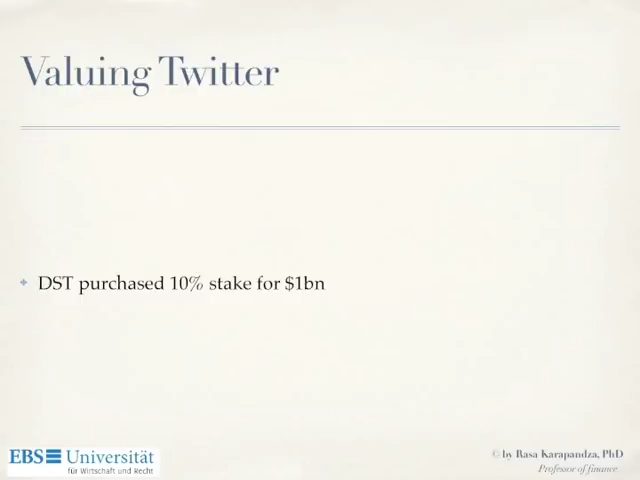 Valuing Twitter
DST purchased 10% stake for $1bn
EBS Universität
für Wirtschaft und Recht
© by Rasa Karapandza, PhD
Professor of finance